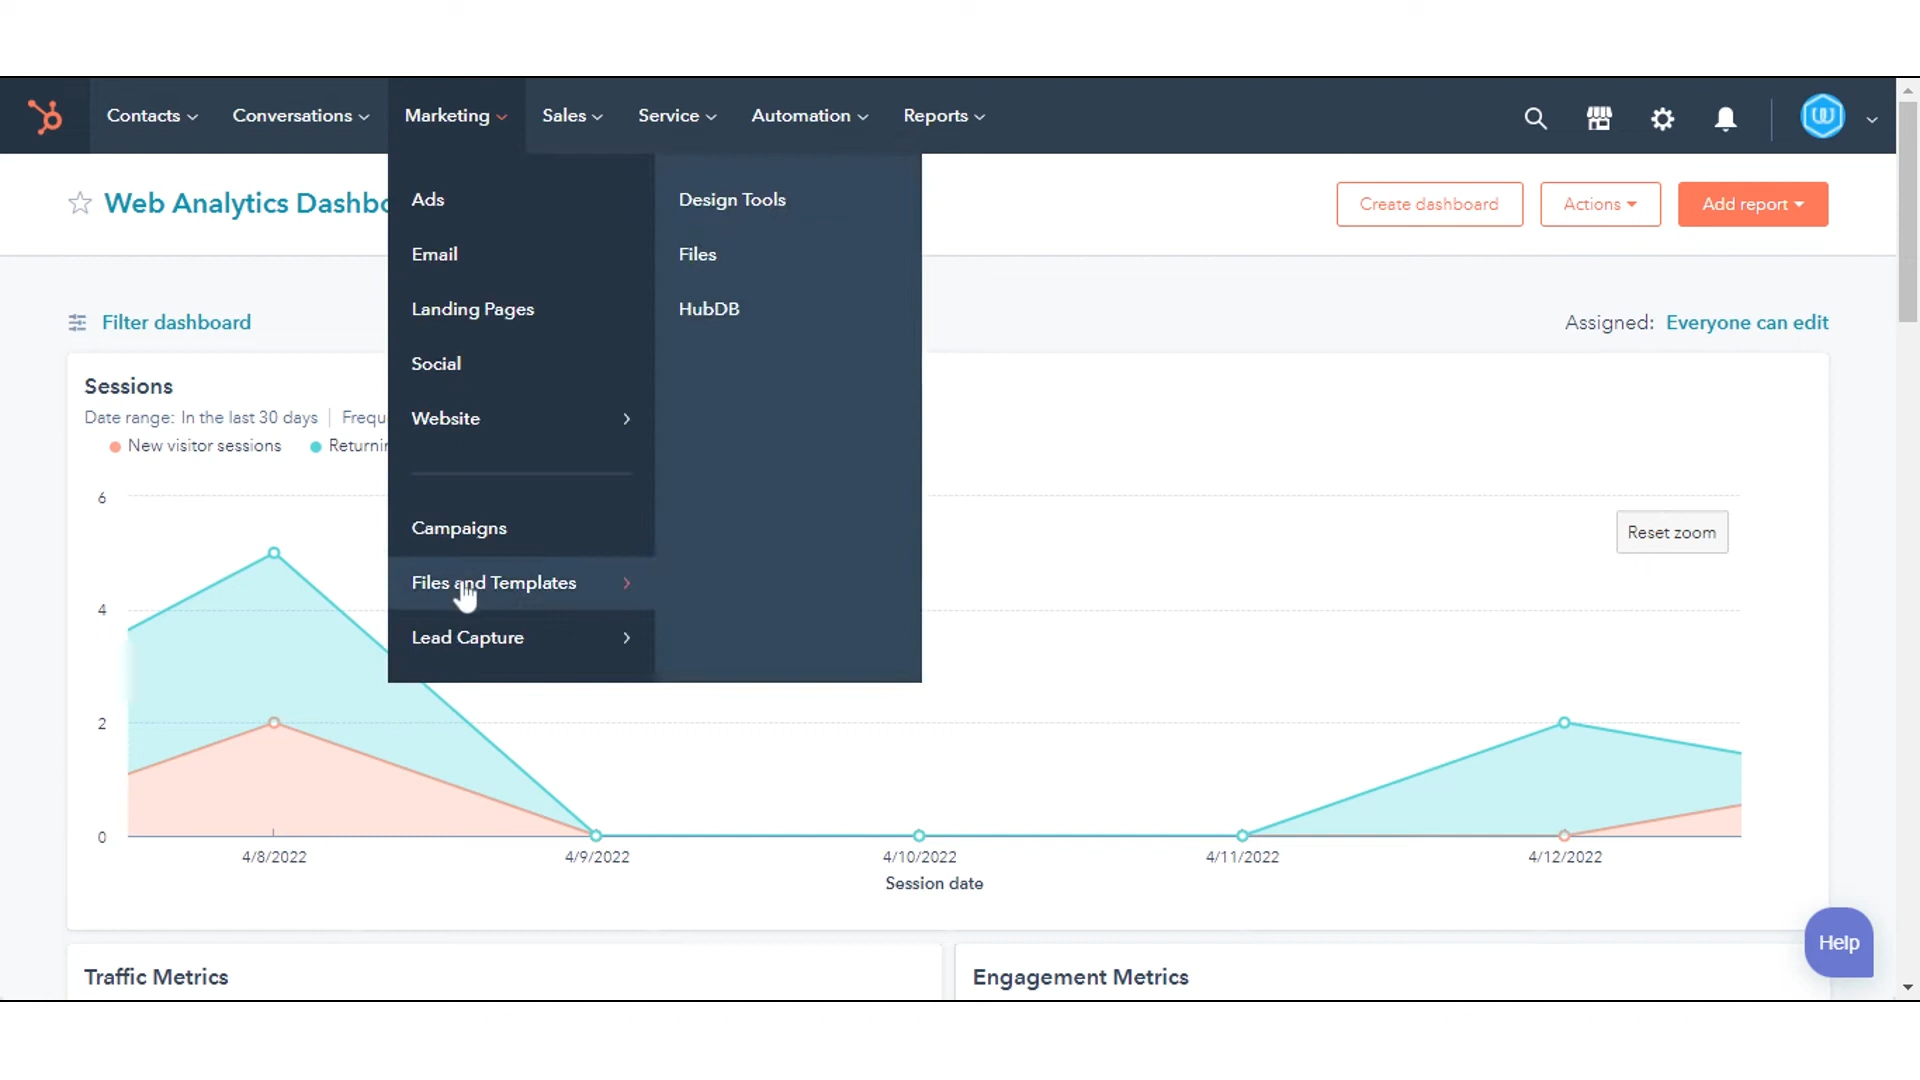 Contacts Conversations Marketing Sales Service Automation Reports
Web Analytics Dashbo
Create dashboard
Actions
Add report
Ads
Email
Landing Pages
Social
Website
Campaigns
Files and Templates
Lead Capture
Design Tools
Files
HubDB
Filter dashboard
Assigned: Everyone can edit
Sessions
Date range: In the last 30 days | Frequ
New visitor sessions Returnin
Reset zoom
6
4
2
0
4/8/2022 4/9/2022 4/10/2022 4/11/2022 4/12/2022
Session date
Traffic Metrics
Engagement Metrics
Help